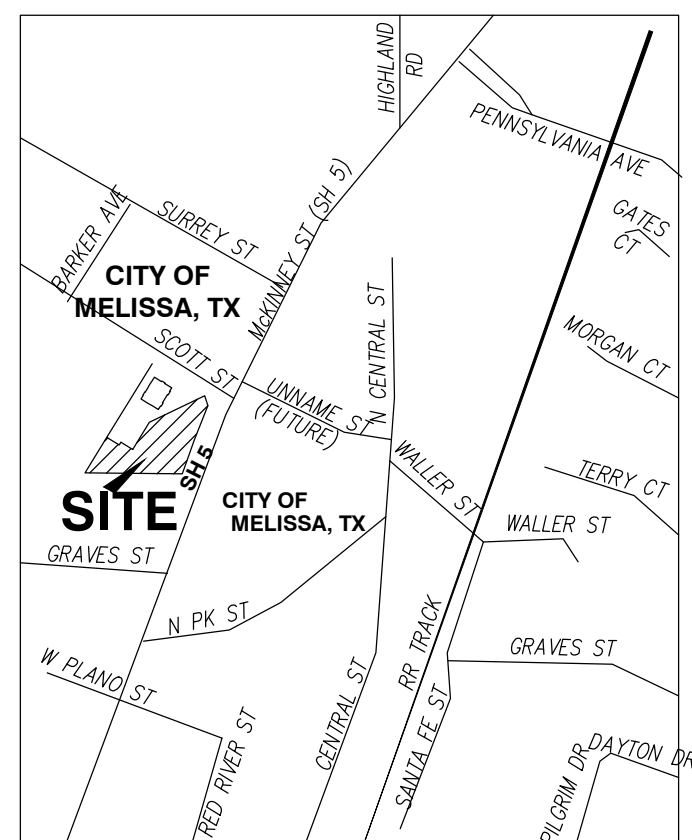 HIGHLAND
RD
PENNSYLVANIA AVE
McKINNEY ST (SH 5)
GATES
CT
BARKER AVE
SURREY ST
CITY OF
MELISSA, TX
N CENTRAL ST
MORGAN CT
SCOTT ST
UNNAME ST
(FUTURE)
SH 5
WALLER ST
TERRY CT
SITE
CITY OF
MELISSA, TX
WALLER ST
GRAVES ST
N PK ST
RR TRACK
GRAVES ST
W PLANO ST
CENTRAL ST
SANTA FE ST
RED RIVER ST
PILGRIM DR
DAYTON DR